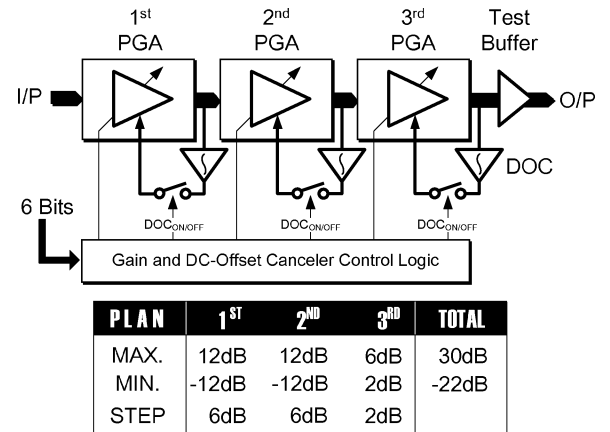 1st 2nd 3rd Test
PGA PGA PGA Buffer
I/P O/P
DOC
6 Bits
DOCON/OFF DOCON/OFF DOCON/OFF
Gain and DC-Offset Canceler Control Logic
PLAN 1ST 2ND 3RD TOTAL
MAX. 12dB 12dB 6dB 30dB
MIN. -12dB -12dB 2dB -22dB
STEP 6dB 6dB 2dB